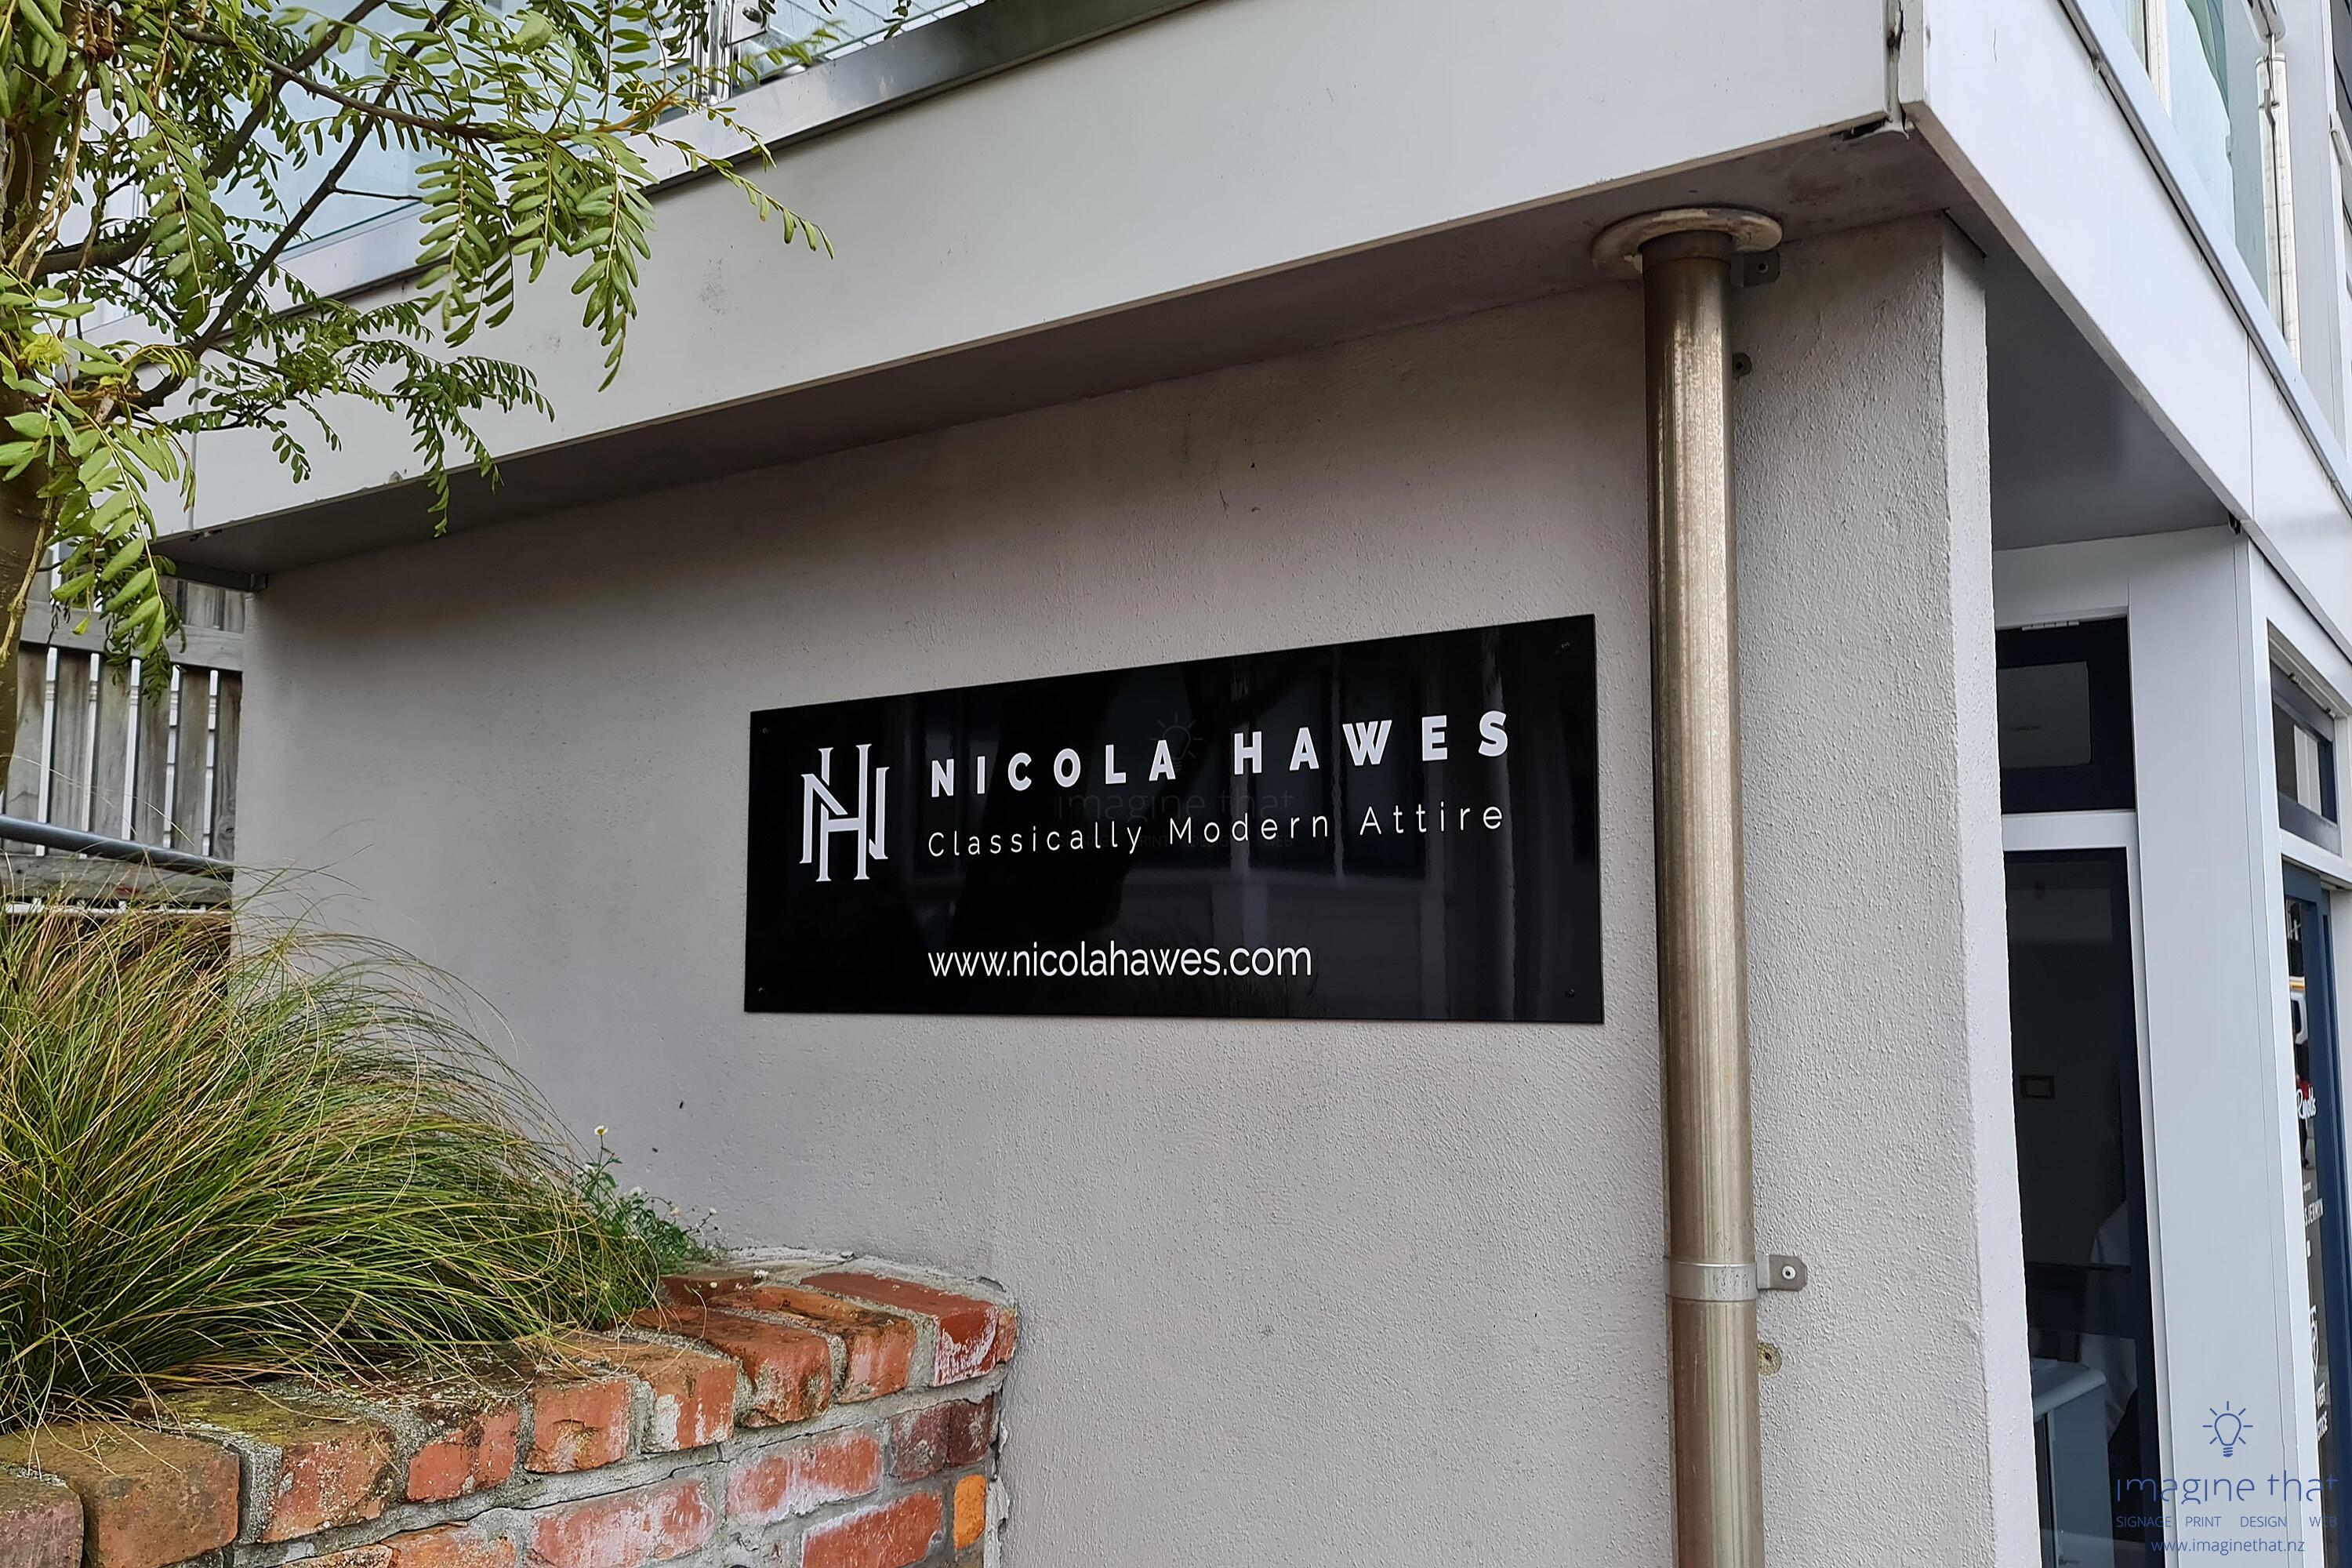 NH
NICOLA HAWES
Classically Modern Attire
www.nicolahawes.com
imagine that
SIGNAGE PRINT DESIGN WEB
www.imaginethat.nz